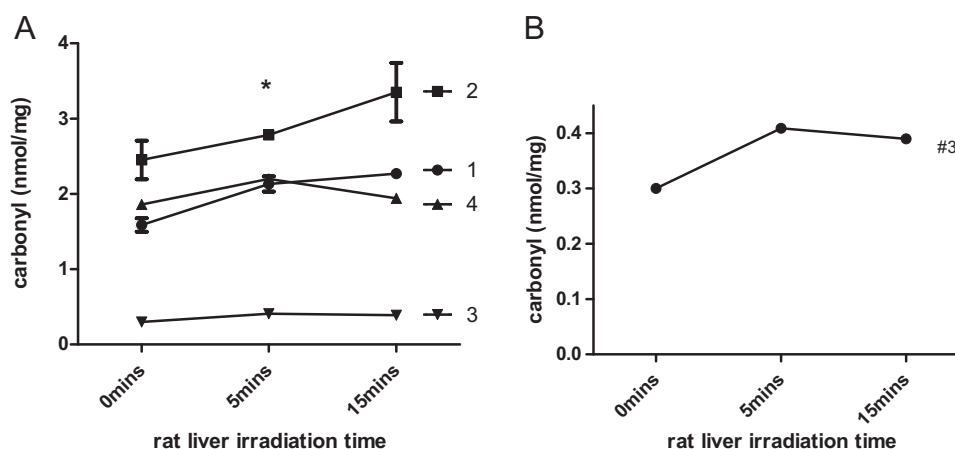 A
carbonyl (nmol/mg)
4
3
2
1
0
*
2
1
4
3
0mins
5mins
15mins
rat liver irradiation time
B
carbonyl (nmol/mg)
0.4
0.3
0.2
0.1
0.0
#3
0mins
5mins
15mins
rat liver irradiation time